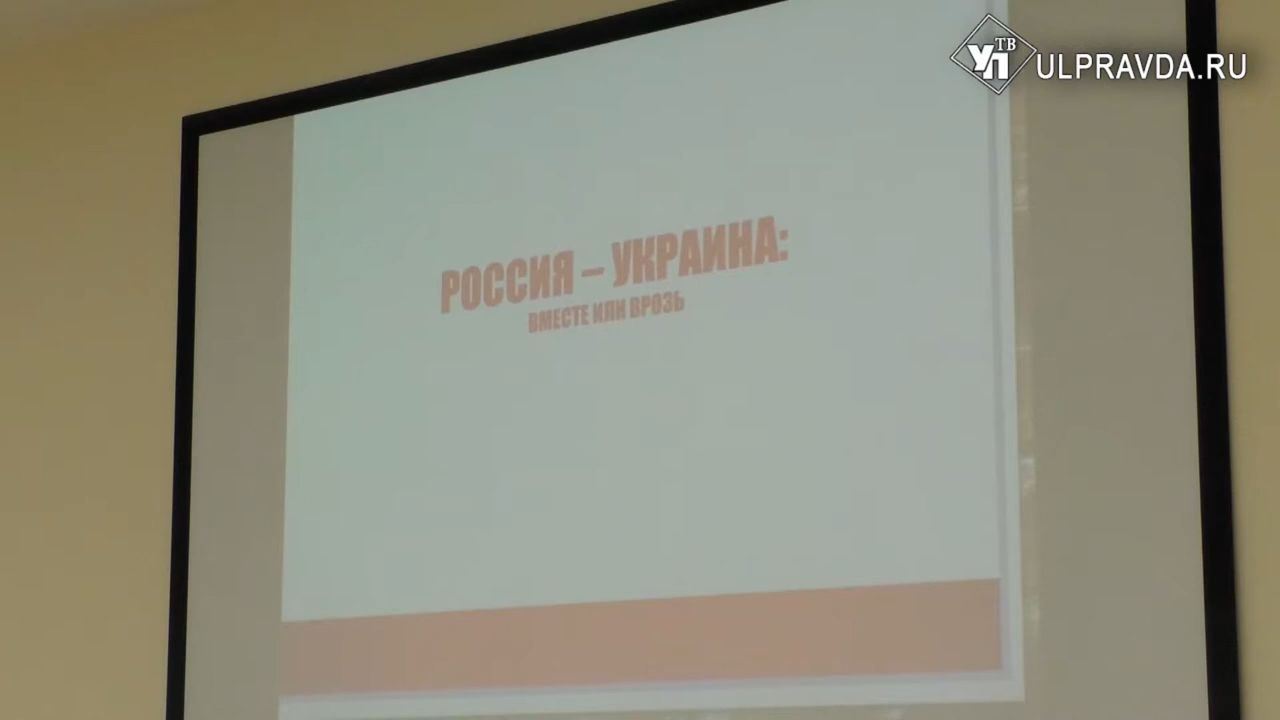 УП ТВ
ULPRAVDA.RU
РОССИЯ – УКРАИНА:
ВМЕСТЕ ИЛИ ВРОЗЬ